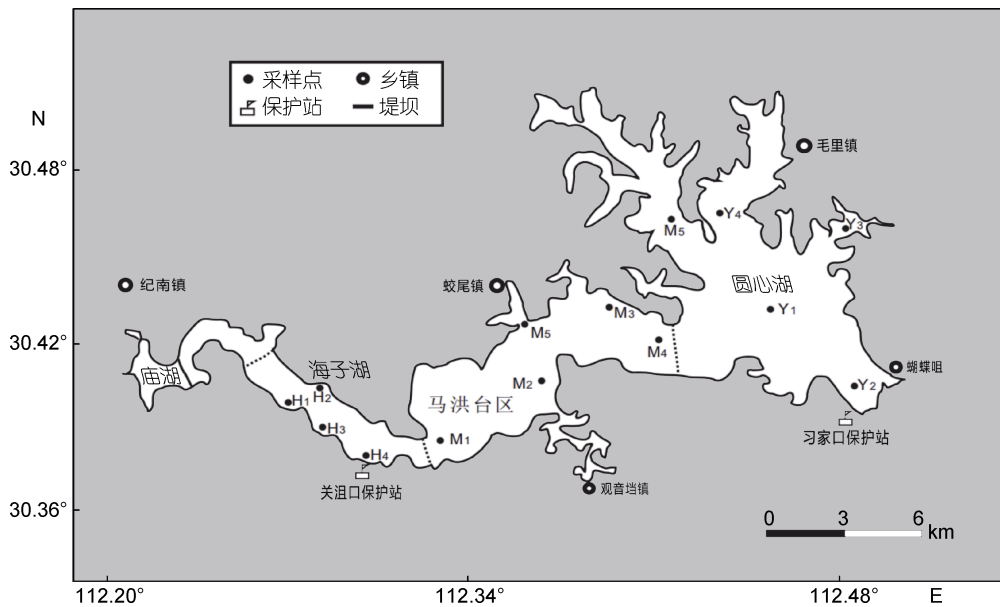 N
30.48°
30.42°
30.36°
采样点
乡镇
保护站
堤坝
毛里镇
Y4
M5
Y3
纪南镇
蛟尾镇
圆心湖
M3
Y1
M5
M4
海子湖
庙湖
蝴蝶咀
M2
Y2
H2
H1
马洪台区
H3
M1
习家口保护站
H4
关沮口保护站
观音垱镇
0
3
6
km
112.20°
112.34°
112.48°
E